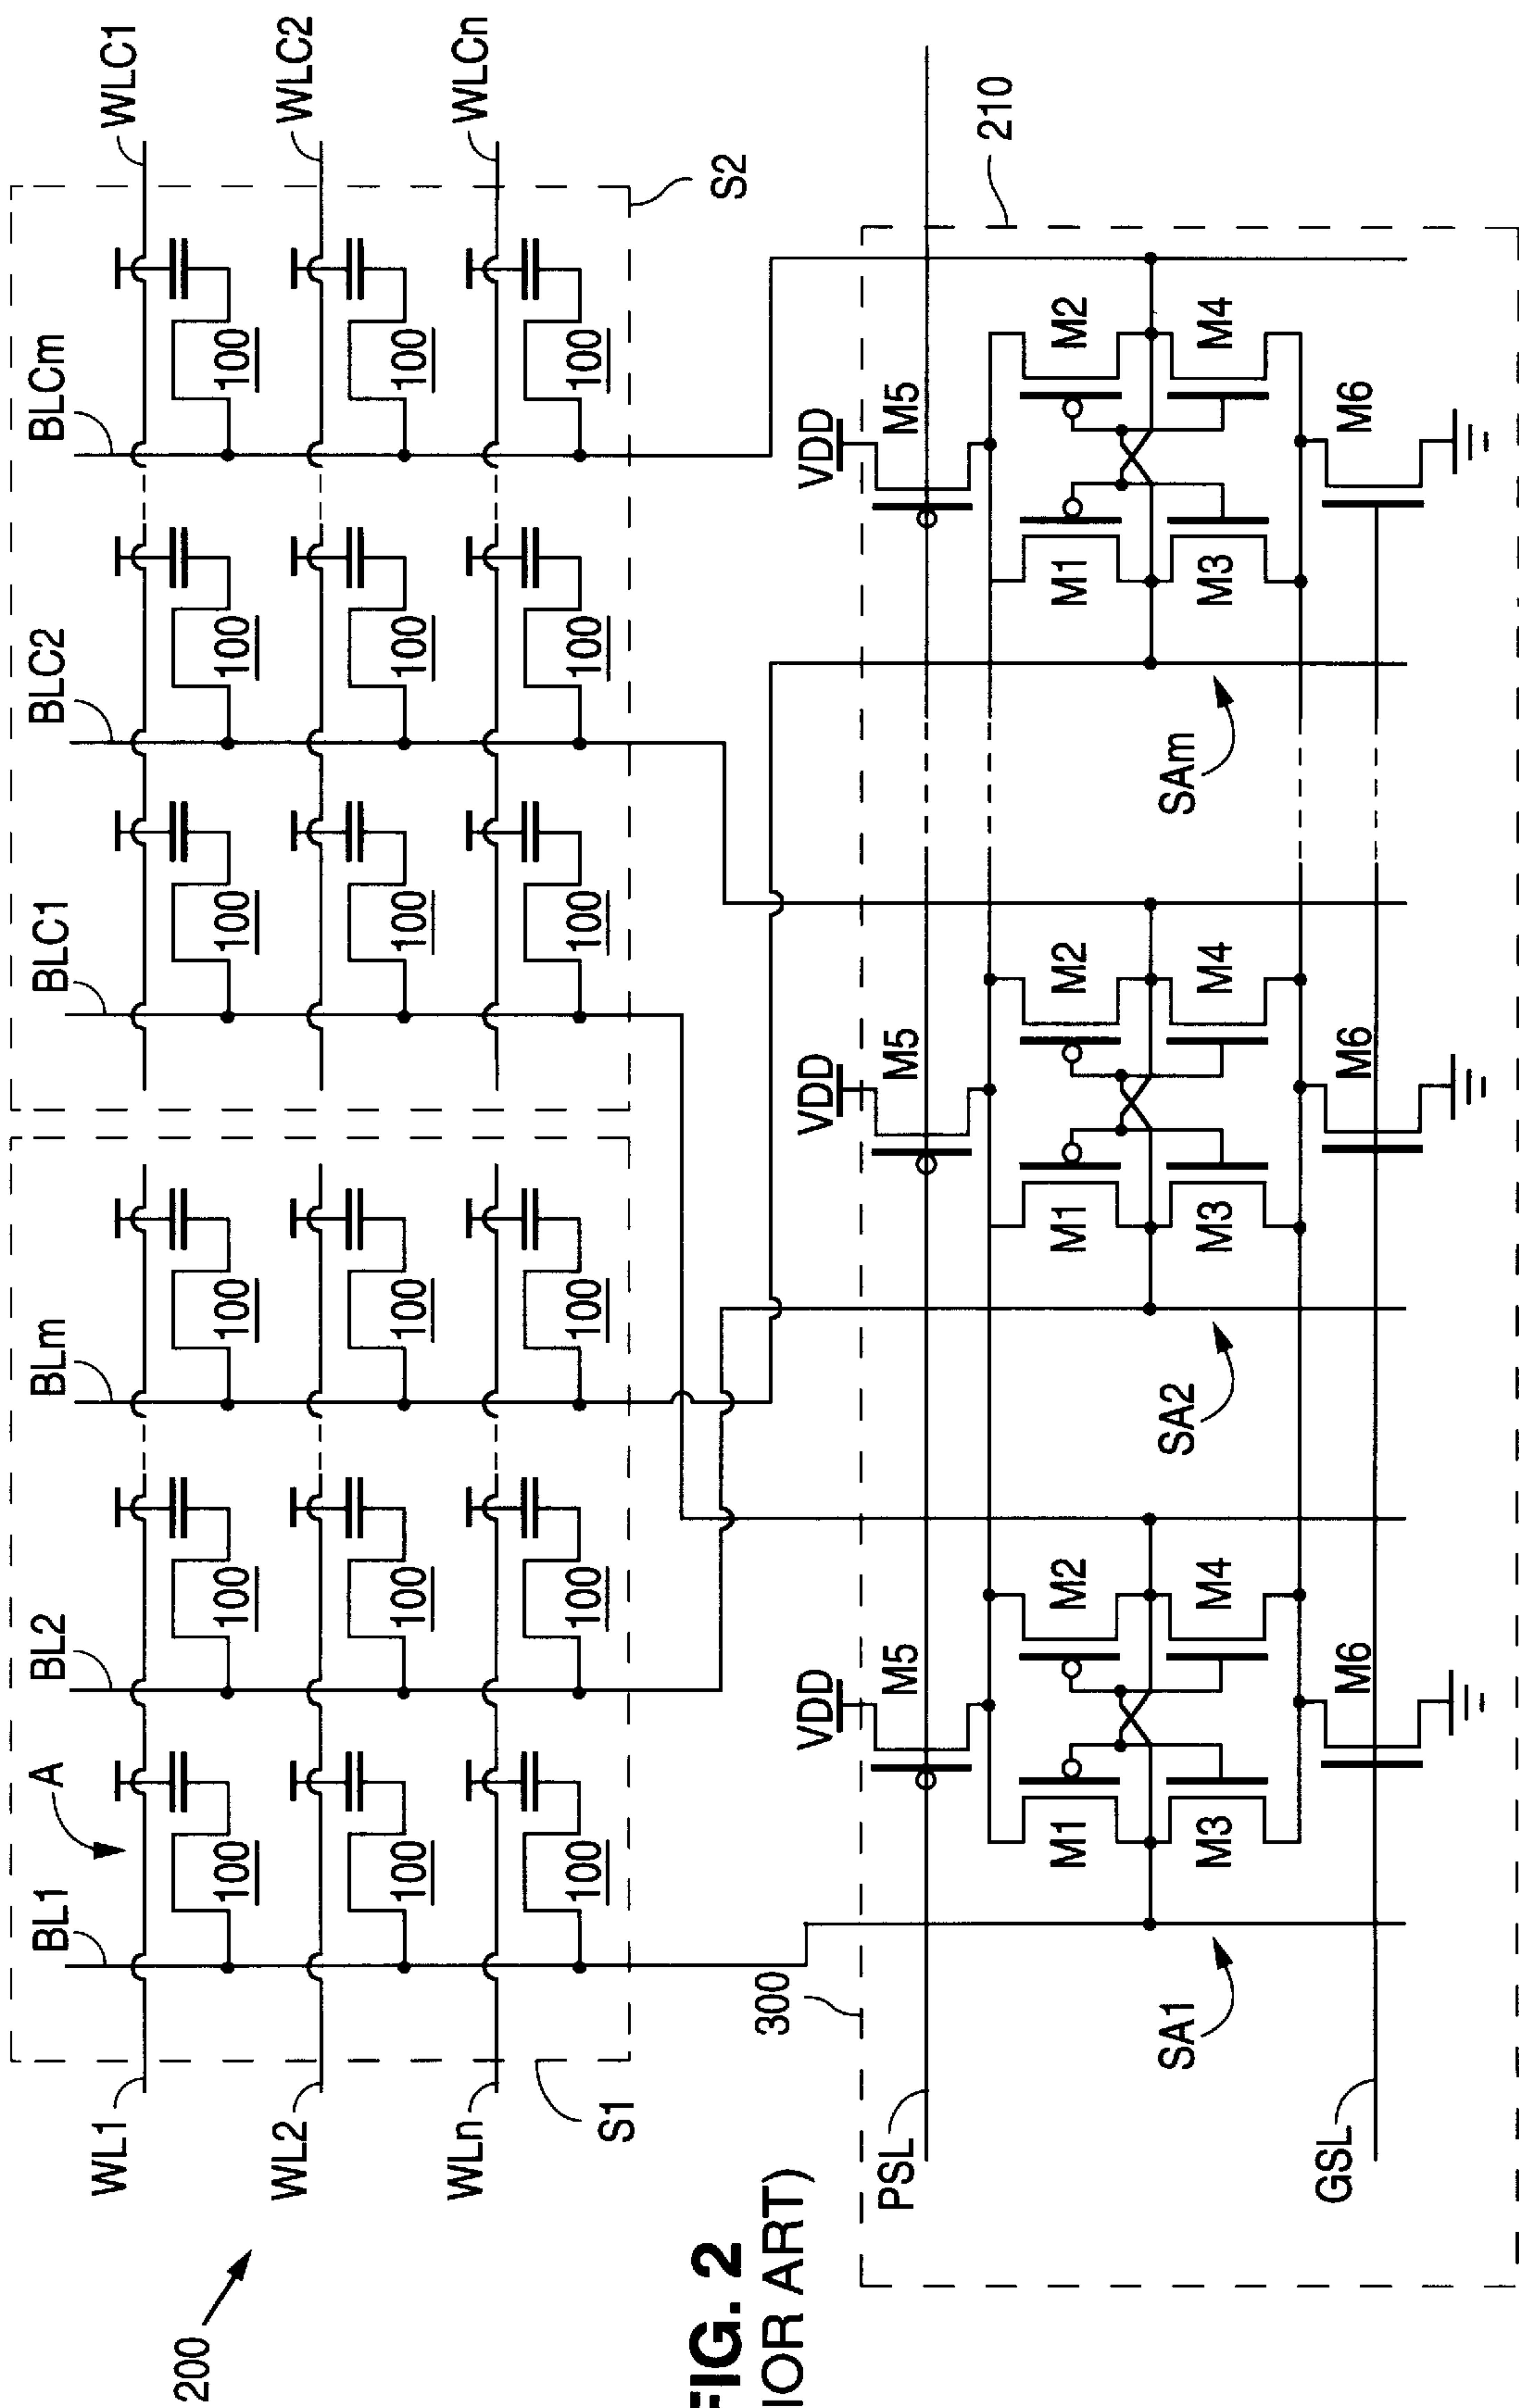 200
FIG. 2
IOR ART)
WL1
WL2
WLn
S1
BL1
A
BL2
BLm
BLC1
BLC2
BLCm
WLC1
WLC2
WLCn
S2
100 100 100 100 100 100
100 100 100 100 100 100
100 100 100 100 100 100
300
210
PSL
VDD M5 VDD M5 VDD M5
M1 M2 M1 M2 M1 M2
M3 M4 M3 M4 M3 M4
SA1 SA2 SAm
M6 M6 M6
GSL